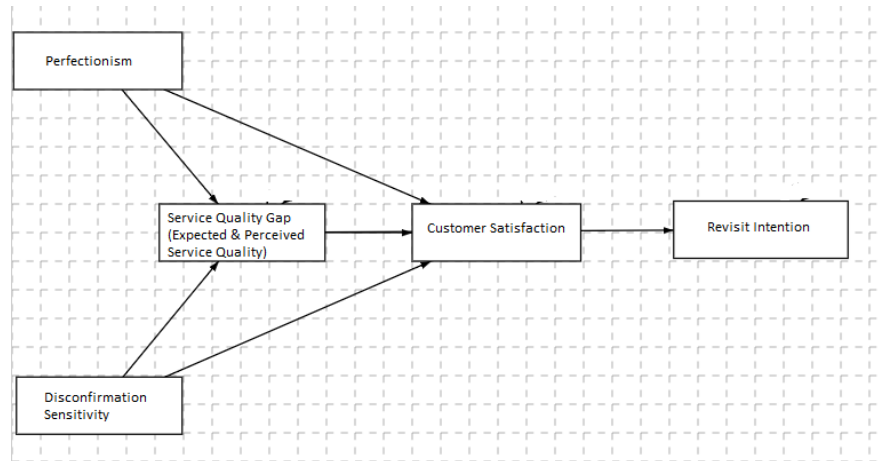 Perfectionism
Service Quality Gap
(Expected & Perceived
Service Quality)
Customer Satisfaction
Revisit Intention
Disconfirmation
Sensitivity